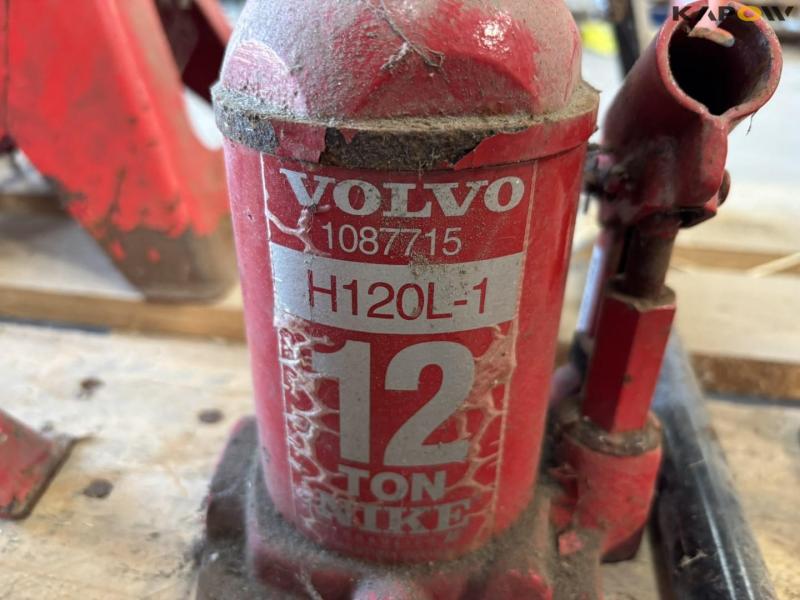 KAPOW
VOLVO
1087715
H120L-1
12
TON
NIKE